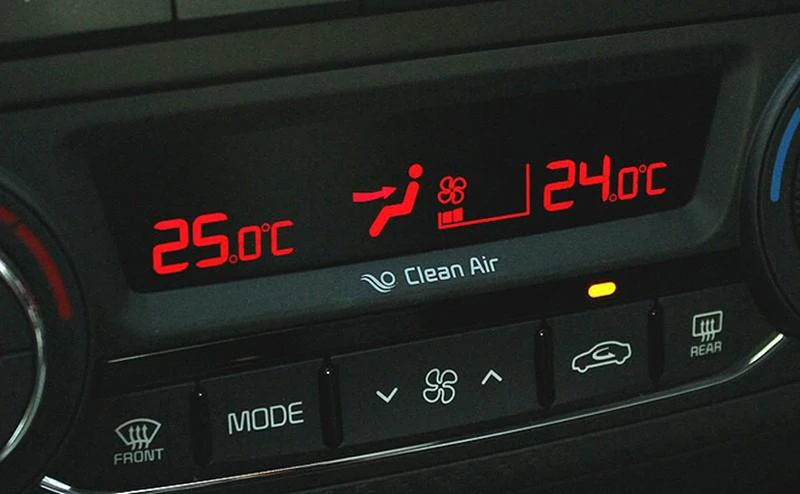 25.0°C
24.0°C
Clean Air
FRONT
MODE
REAR